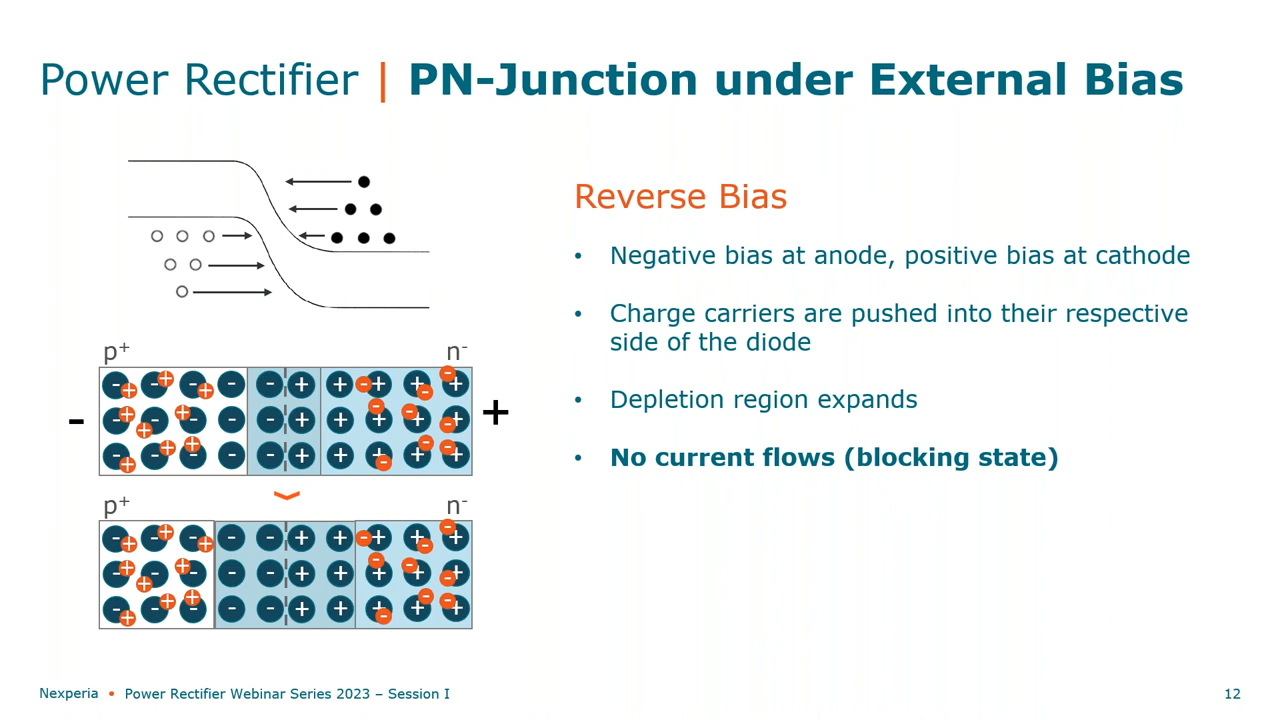 Power Rectifier | PN-Junction under External Bias
Reverse Bias
• Negative bias at anode, positive bias at cathode
• Charge carriers are pushed into their respective
side of the diode
• Depletion region expands
• No current flows (blocking state)
p+ n-
- +
p+ n-
Nexperia • Power Rectifier Webinar Series 2023 – Session I 12